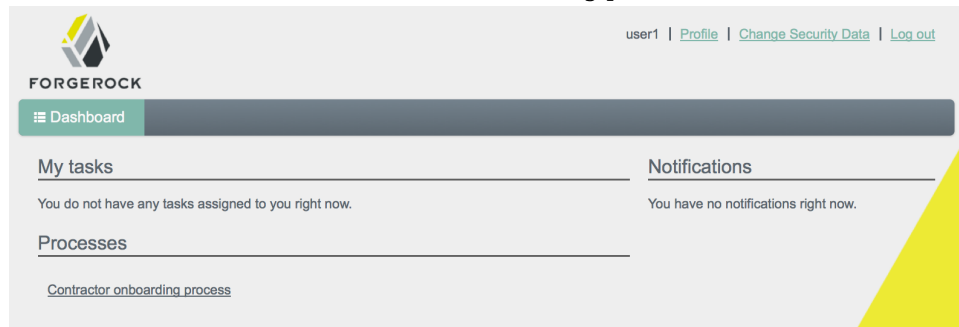 user1 | Profile | Change Security Data | Log out
FORGEROCK
Dashboard
My tasks
You do not have any tasks assigned to you right now.
Processes
Contractor onboarding process
Notifications
You have no notifications right now.